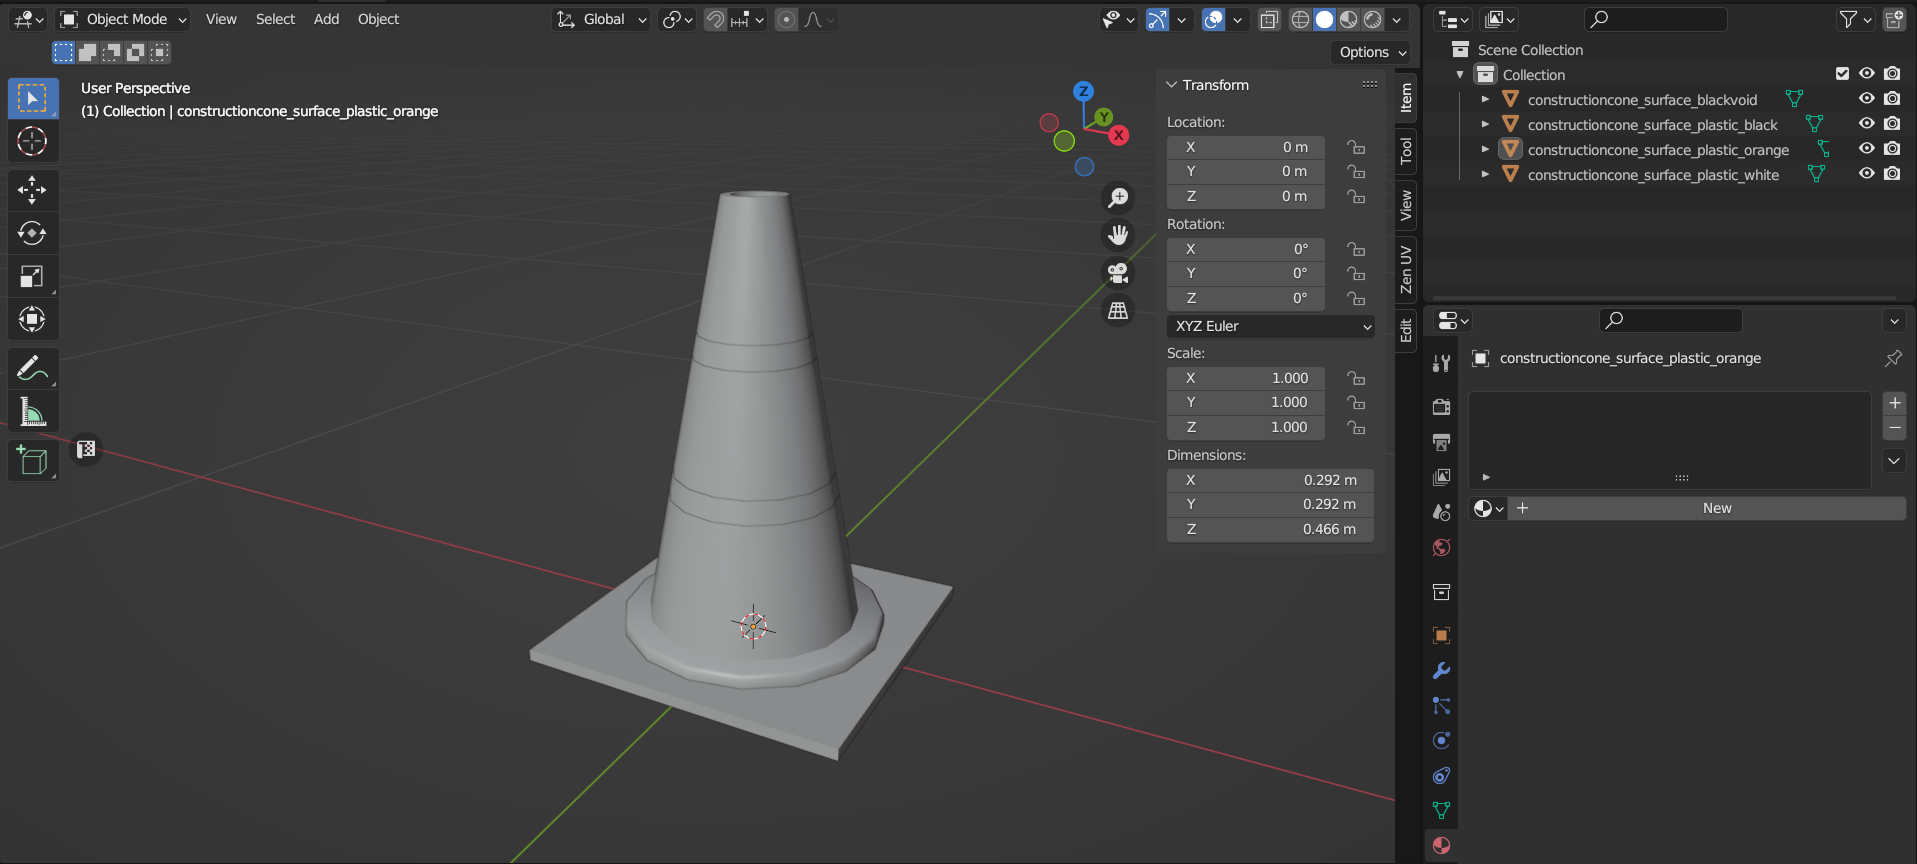 Object Mode View Select Add Object Global
Options
User Perspective
(1) Collection | constructioncone_surface_plastic_orange
Z
Y
X
Transform
Location:
X 0 m
Y 0 m
Z 0 m
Rotation:
X 0°
Y 0°
Z 0°
XYZ Euler
Scale:
X 1.000
Y 1.000
Z 1.000
Dimensions:
X 0.292 m
Y 0.292 m
Z 0.466 m
Item
Tool
View
Zen UV
Edit
Scene Collection
Collection
constructioncone_surface_blackvoid
constructioncone_surface_plastic_black
constructioncone_surface_plastic_orange
constructioncone_surface_plastic_white
constructioncone_surface_plastic_orange
New